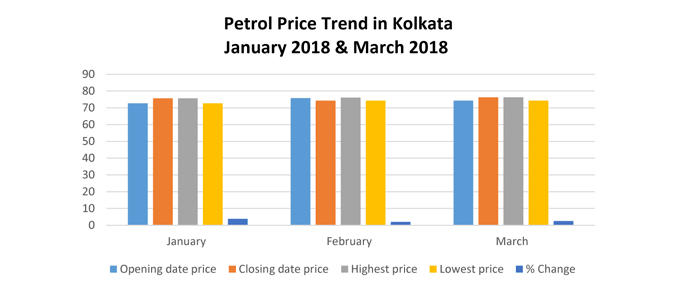 Petrol Price Trend in Kolkata
January 2018 & March 2018
90
80
70
60
50
40
30
20
10
0
January February March
Opening date price Closing date price Highest price Lowest price % Change